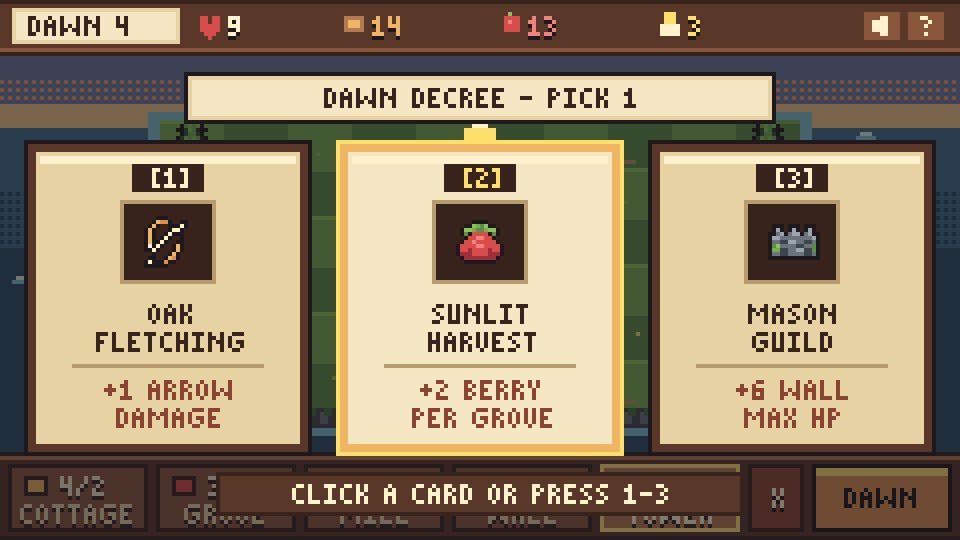 DAWN 4
9
14
13
3
?
DAWN DECREE - PICK 1
[1]
OAK
FLETCHING
+1 ARROW
DAMAGE
[2]
SUNLIT
HARVEST
+2 BERRY
PER GROVE
[3]
MASON
GUILD
+6 WALL
MAX HP
4/2
COTTAGE
CLICK A CARD OR PRESS 1-3
X
DAWN